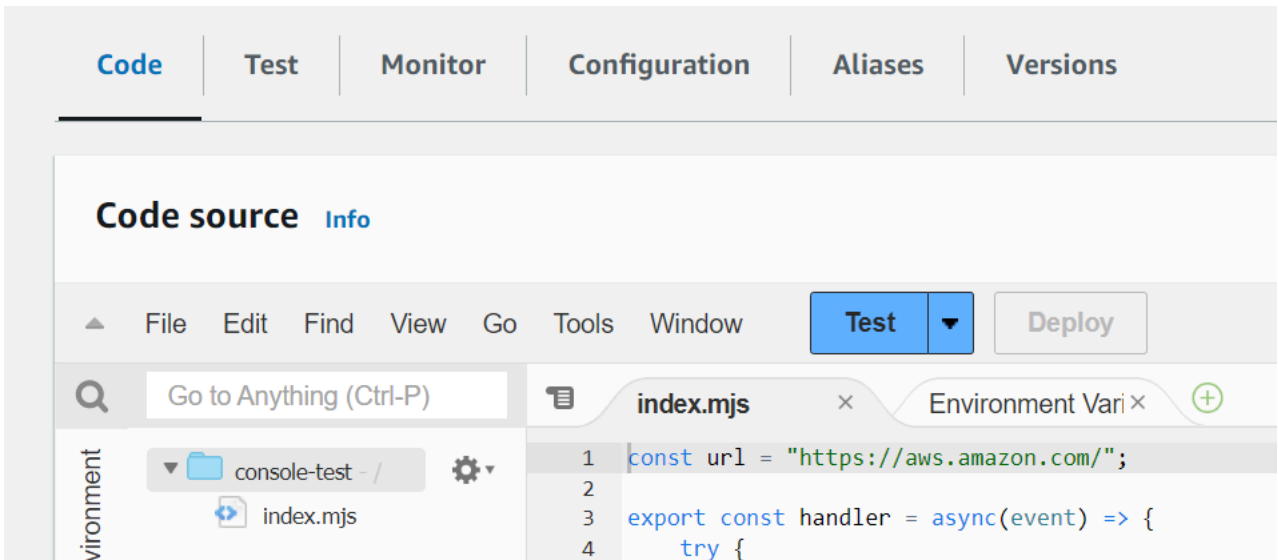 Code Test Monitor Configuration Aliases Versions
Code source Info
File Edit Find View Go Tools Window Test Deploy
Go to Anything (Ctrl-P) index.mjs × Environment Vari ×
console-test - /
index.mjs
vironment
1 const url = "https://aws.amazon.com/";
2
3 export const handler = async(event) => {
4 try {